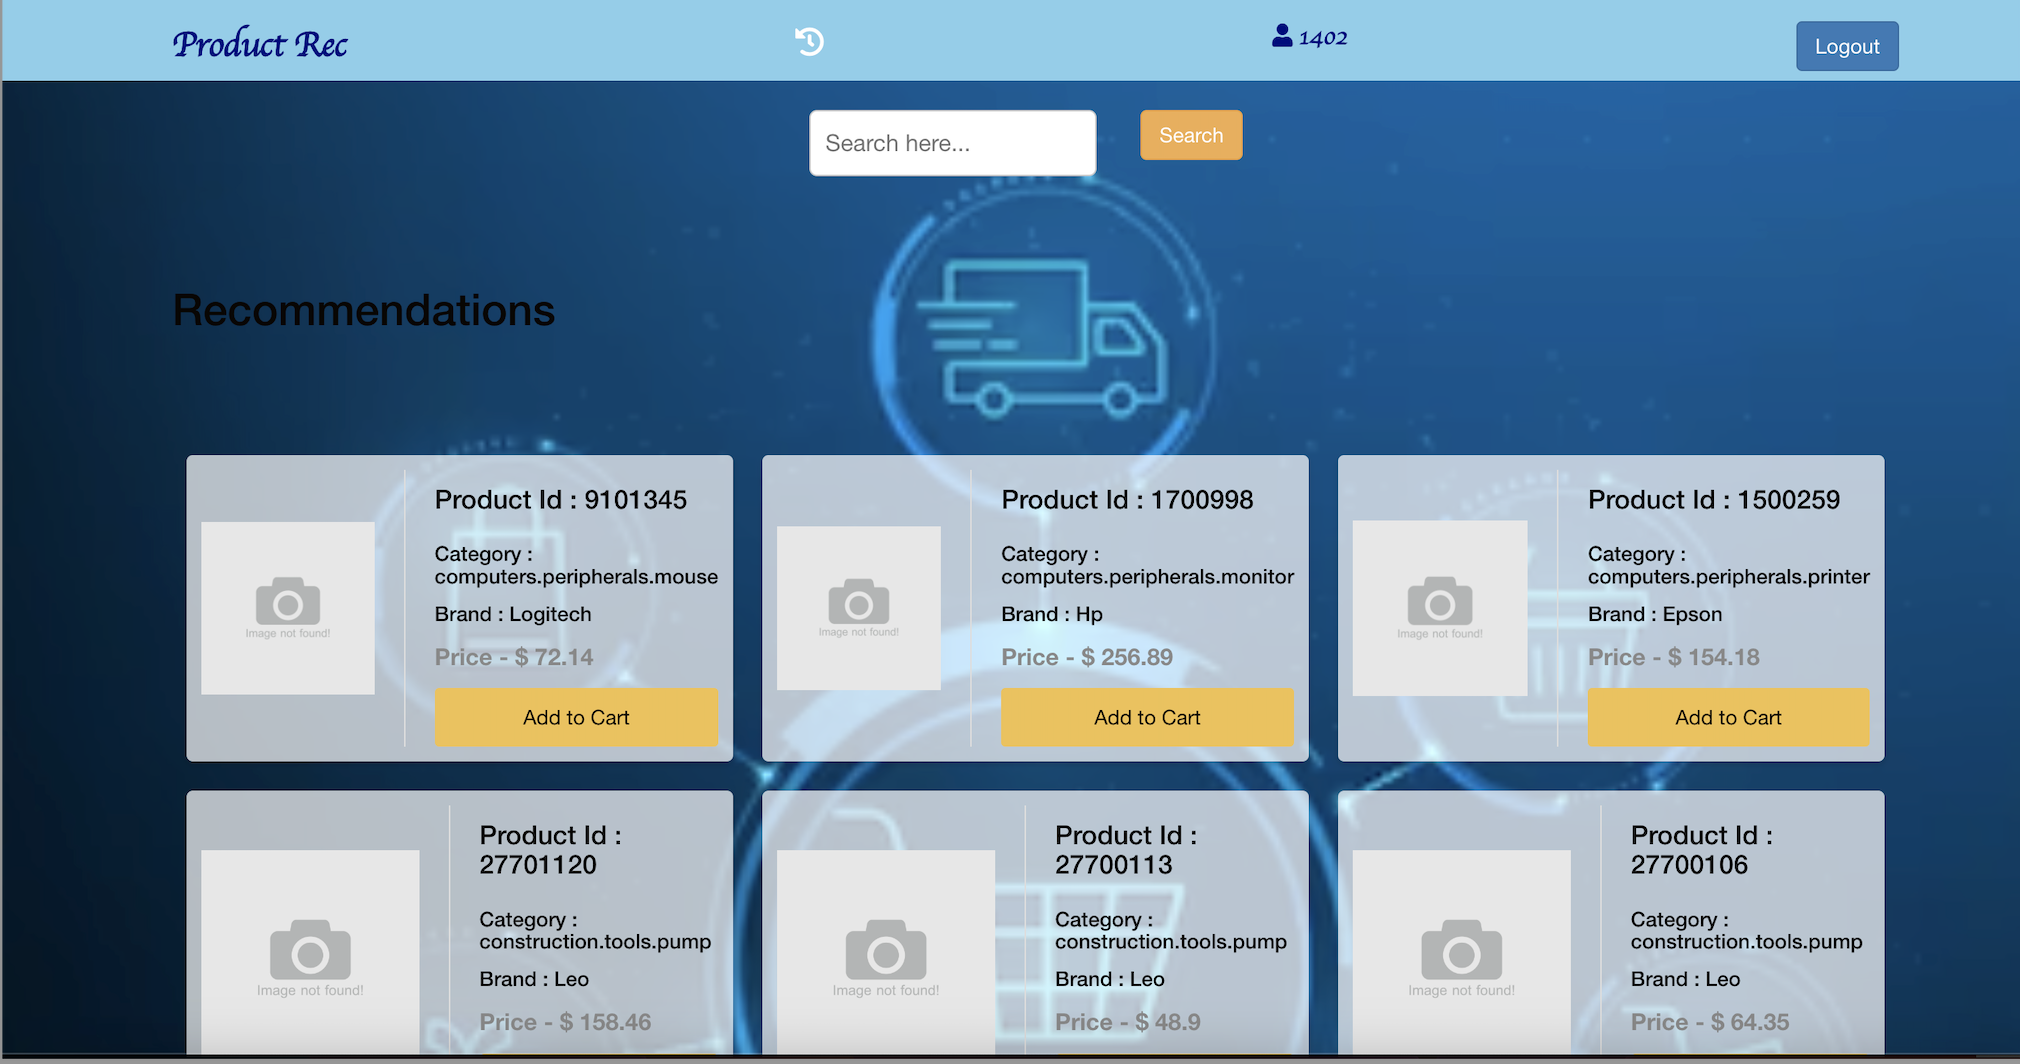 Product Rec
1402
Logout
Search here...
Search
Recommendations
Product Id : 9101345
Category :
computers.peripherals.mouse
Brand : Logitech
Price - $ 72.14
Add to Cart
Image not found!
Product Id : 1700998
Category :
computers.peripherals.monitor
Brand : Hp
Price - $ 256.89
Add to Cart
Image not found!
Product Id : 1500259
Category :
computers.peripherals.printer
Brand : Epson
Price - $ 154.18
Add to Cart
Image not found!
Product Id :
27701120
Category :
construction.tools.pump
Brand : Leo
Price - $ 158.46
Image not found!
Product Id :
27700113
Category :
construction.tools.pump
Brand : Leo
Price - $ 48.9
Image not found!
Product Id :
27700106
Category :
construction.tools.pump
Brand : Leo
Price - $ 64.35
Image not found!